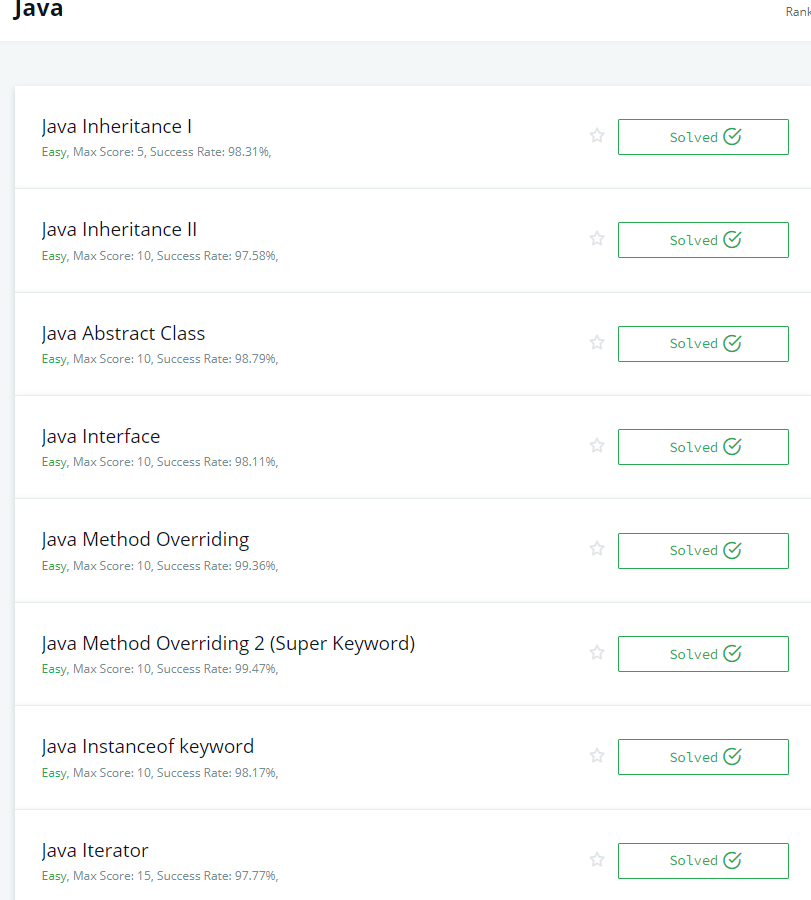 Java
Rank
Java Inheritance I
Solved
Easy, Max Score: 5, Success Rate: 98.31%,
Java Inheritance II
Solved
Easy, Max Score: 10, Success Rate: 97.58%,
Java Abstract Class
Solved
Easy, Max Score: 10, Success Rate: 98.79%,
Java Interface
Solved
Easy, Max Score: 10, Success Rate: 98.11%,
Java Method Overriding
Solved
Easy, Max Score: 10, Success Rate: 99.36%,
Java Method Overriding 2 (Super Keyword)
Solved
Easy, Max Score: 10, Success Rate: 99.47%,
Java Instanceof keyword
Solved
Easy, Max Score: 10, Success Rate: 98.17%,
Java Iterator
Solved
Easy, Max Score: 15, Success Rate: 97.77%,